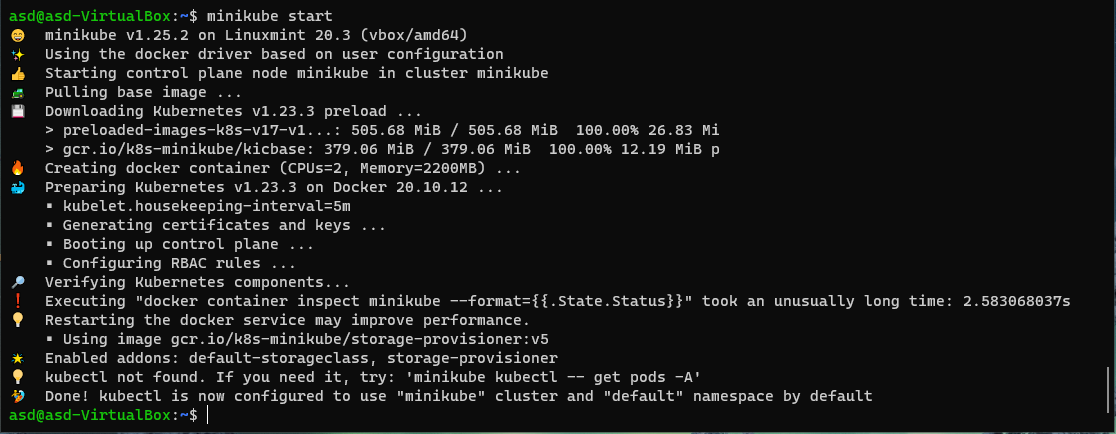 asd@asd-VirtualBox:~$ minikube start
😄 minikube v1.25.2 on Linuxmint 20.3 (vbox/amd64)
✨ Using the docker driver based on user configuration
👍 Starting control plane node minikube in cluster minikube
🚜 Pulling base image ...
💾 Downloading Kubernetes v1.23.3 preload ...
> preloaded-images-k8s-v17-v1...: 505.68 MiB / 505.68 MiB 100.00% 26.83 Mi
> gcr.io/k8s-minikube/kicbase: 379.06 MiB / 379.06 MiB 100.00% 12.19 MiB p
🔥 Creating docker container (CPUs=2, Memory=2200MB) ...
🐳 Preparing Kubernetes v1.23.3 on Docker 20.10.12 ...
▪ kubelet.housekeeping-interval=5m
▪ Generating certificates and keys ...
▪ Booting up control plane ...
▪ Configuring RBAC rules ...
🔎 Verifying Kubernetes components...
❗ Executing "docker container inspect minikube --format={{.State.Status}}" took an unusually long time: 2.583068037s
💡 Restarting the docker service may improve performance.
▪ Using image gcr.io/k8s-minikube/storage-provisioner:v5
🌟 Enabled addons: default-storageclass, storage-provisioner
💡 kubectl not found. If you need it, try: 'minikube kubectl -- get pods -A'
🏄 Done! kubectl is now configured to use "minikube" cluster and "default" namespace by default
asd@asd-VirtualBox:~$